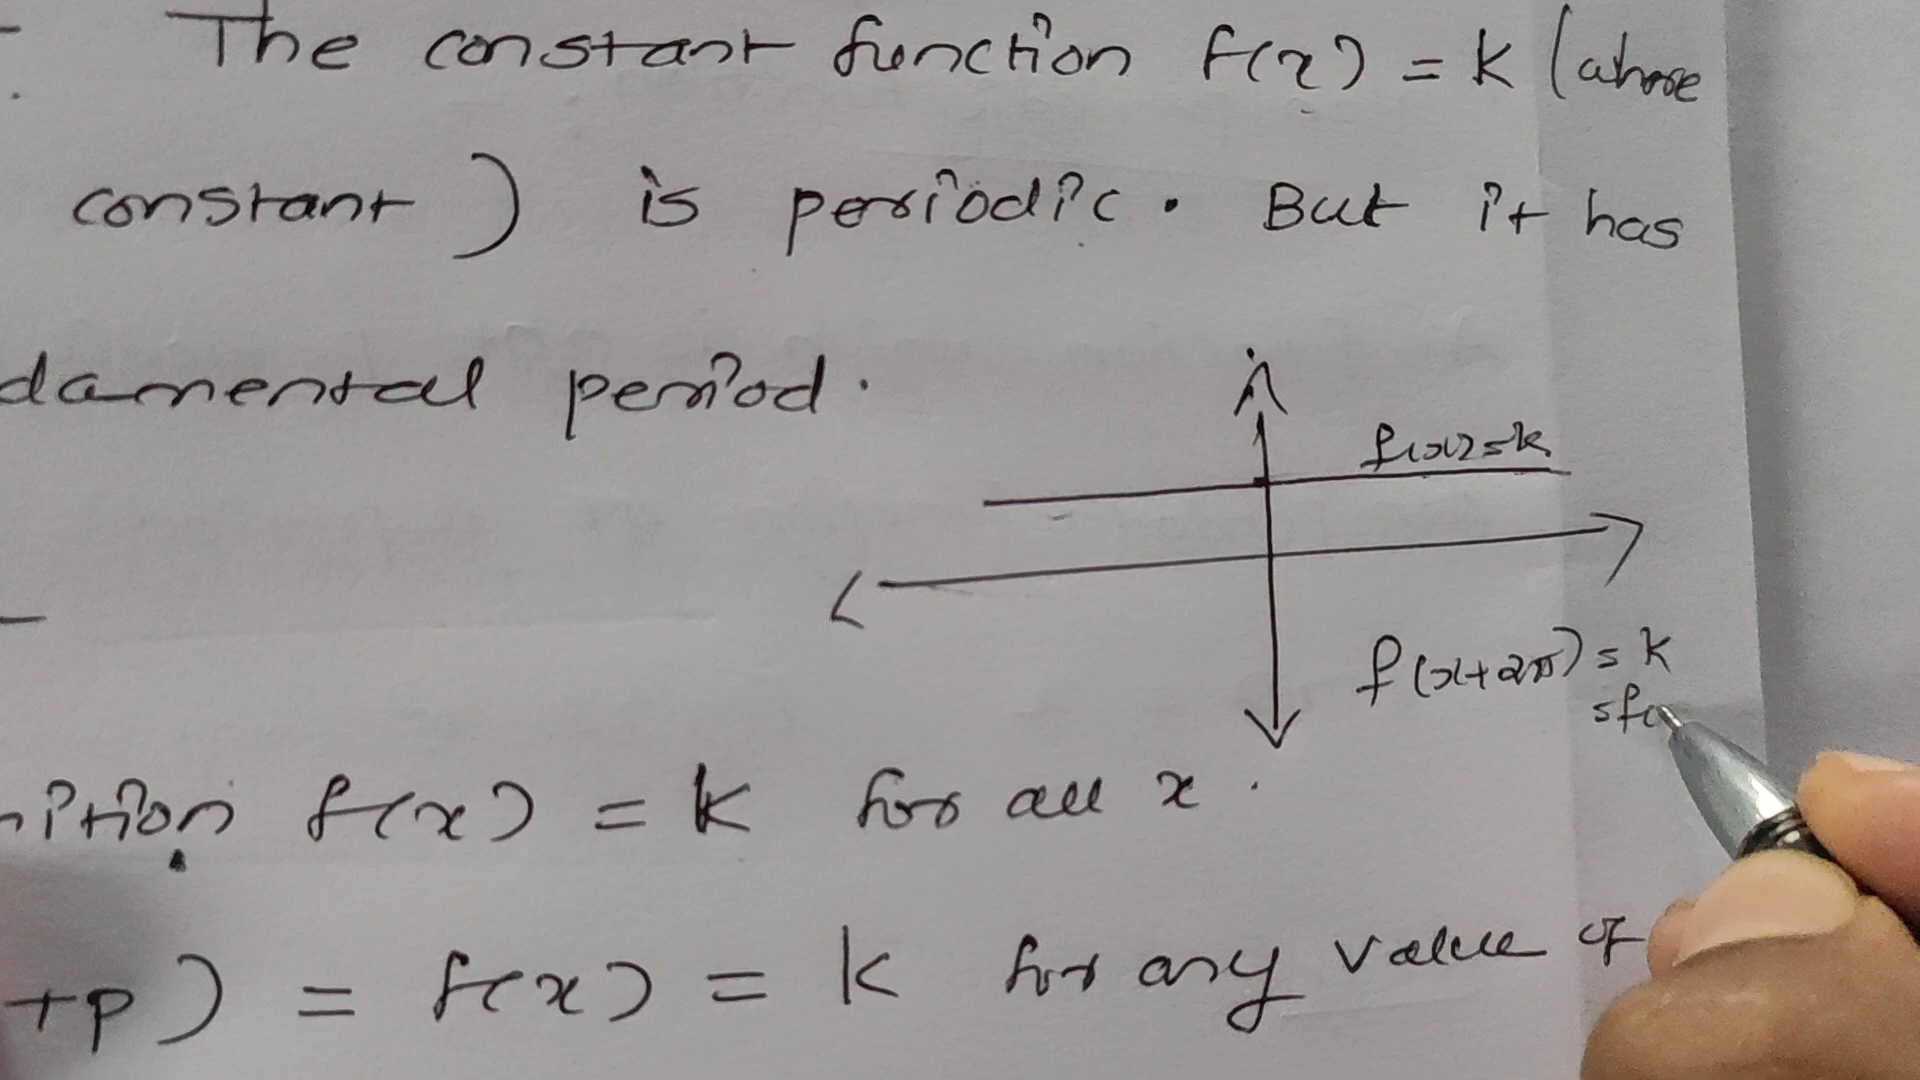 The constant function f(x) = K (where
constant) is periodic. But it has
damental period.
f(x)=k
f(x+2π)=k
=f(
nition f(x) = K for all x.
+p) = f(x) = K for any value of